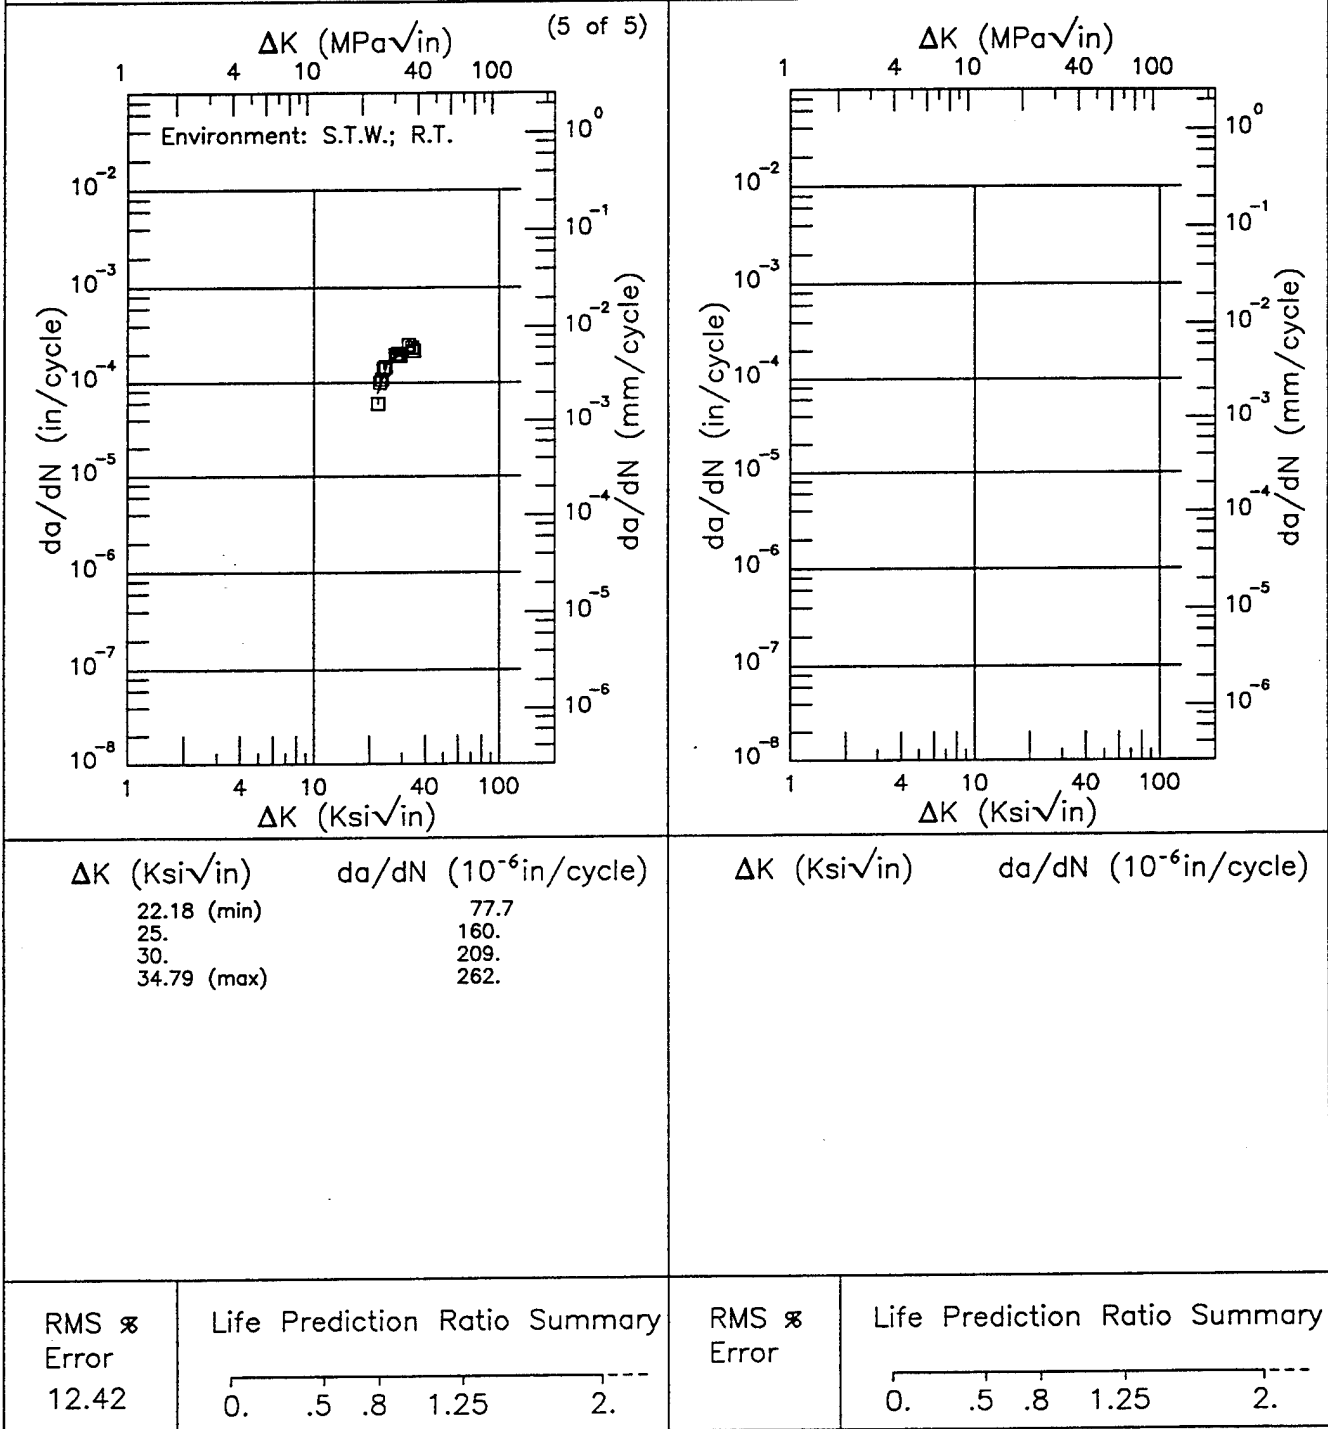 (5 of 5)
ΔK (MPa√in)
1 4 10 40 100
Environment: S.T.W.; R.T.
da/dN (in/cycle)
10⁻²
10⁻³
10⁻⁴
10⁻⁵
10⁻⁶
10⁻⁷
10⁻⁸
10⁰
10⁻¹
10⁻²
10⁻³
10⁻⁴
10⁻⁵
10⁻⁶
da/dN (mm/cycle)
1 4 10 40 100
ΔK (Ksi√in)
ΔK (Ksi√in) da/dN (10⁻⁶in/cycle)
22.18 (min) 77.7
25. 160.
30. 209.
34.79 (max) 262.
RMS % Error
12.42
Life Prediction Ratio Summary
0. .5 .8 1.25 2.
ΔK (MPa√in)
1 4 10 40 100
da/dN (in/cycle)
10⁻²
10⁻³
10⁻⁴
10⁻⁵
10⁻⁶
10⁻⁷
10⁻⁸
10⁰
10⁻¹
10⁻²
10⁻³
10⁻⁴
10⁻⁵
10⁻⁶
da/dN (mm/cycle)
1 4 10 40 100
ΔK (Ksi√in)
ΔK (Ksi√in) da/dN (10⁻⁶in/cycle)
RMS %
Error
Life Prediction Ratio Summary
0. .5 .8 1.25 2.